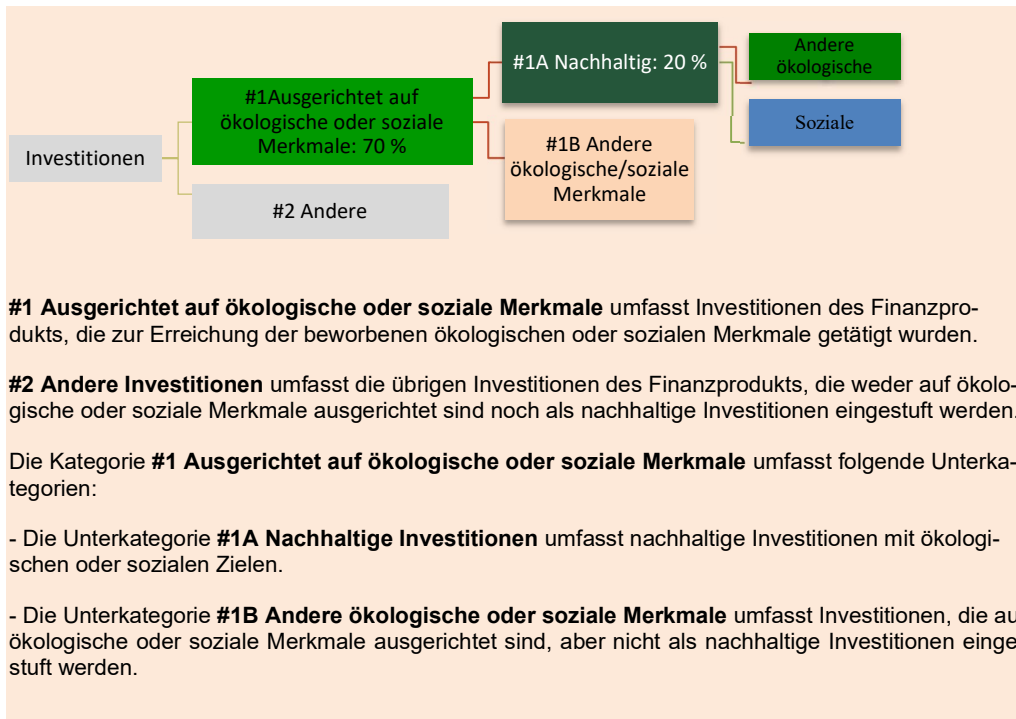 Investitionen
#1Ausgerichtet auf
ökologische oder soziale
Merkmale: 70 %
#2 Andere
#1A Nachhaltig: 20 %
#1B Andere
ökologische/soziale
Merkmale
Andere
ökologische
Soziale
#1 Ausgerichtet auf ökologische oder soziale Merkmale umfasst Investitionen des Finanzpro-
dukts, die zur Erreichung der beworbenen ökologischen oder sozialen Merkmale getätigt wurden.
#2 Andere Investitionen umfasst die übrigen Investitionen des Finanzprodukts, die weder auf ökolo-
gische oder soziale Merkmale ausgerichtet sind noch als nachhaltige Investitionen eingestuft werden.
Die Kategorie #1 Ausgerichtet auf ökologische oder soziale Merkmale umfasst folgende Unterka-
tegorien:
- Die Unterkategorie #1A Nachhaltige Investitionen umfasst nachhaltige Investitionen mit ökologi-
schen oder sozialen Zielen.
- Die Unterkategorie #1B Andere ökologische oder soziale Merkmale umfasst Investitionen, die au
ökologische oder soziale Merkmale ausgerichtet sind, aber nicht als nachhaltige Investitionen einge
stuft werden.